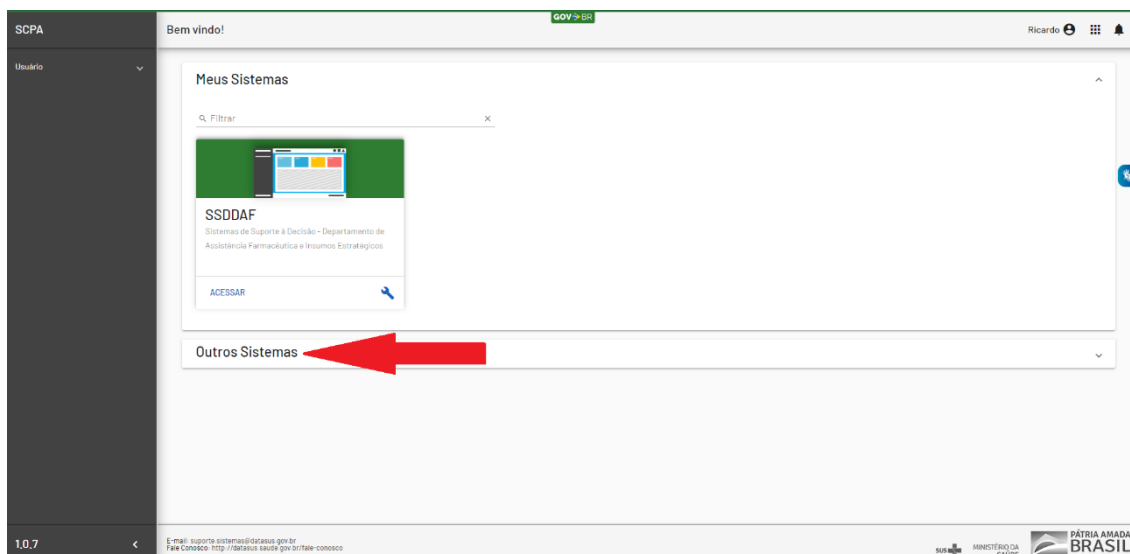 GOV BR
SCPA
Bem vindo!
Ricardo
Usuário
Meus Sistemas
Filtrar
SSDDAF
Sistemas de Suporte à Decisão - Departamento de
Assistência Farmacêutica e Insumos Estratégicos
ACESSAR
Outros Sistemas
1.0.7
E-mail: suporte.sistemas@datasus.gov.br
Fale Conosco: http://datasus.saude.gov.br/fale-conosco
SUS
MINISTÉRIO DA
SAÚDE
PÁTRIA AMADA
BRASIL